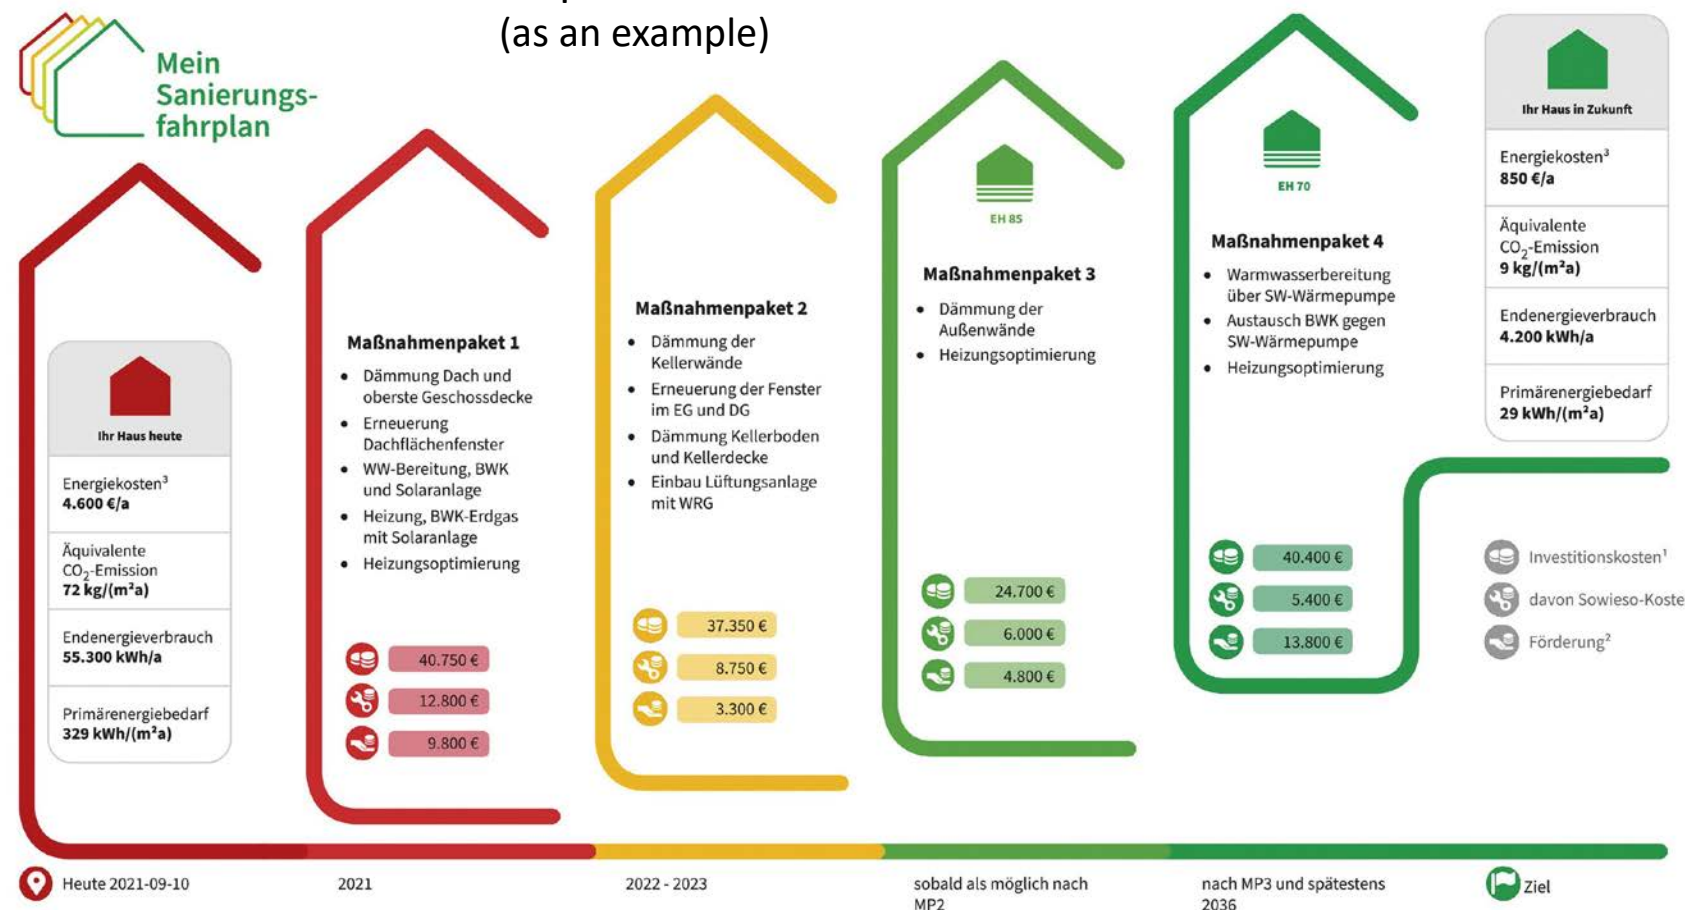 (as an example)
Mein
Sanierungs-
fahrplan
Ihr Haus heute
Energiekosten³
4.600 €/a
Äquivalente
CO₂-Emission
72 kg/(m²a)
Endenergieverbrauch
55.300 kWh/a
Primärenergiebedarf
329 kWh/(m²a)
Maßnahmenpaket 1
• Dämmung Dach und
oberste Geschossdecke
• Erneuerung
Dachflächenfenster
• WW-Bereitung, BWK
und Solaranlage
• Heizung, BWK-Erdgas
mit Solaranlage
• Heizungsoptimierung
40.750 €
12.800 €
9.800 €
Maßnahmenpaket 2
• Dämmung der
Kellerwände
• Erneuerung der Fenster
im EG und DG
• Dämmung Kellerboden
und Kellerdecke
• Einbau Lüftungsanlage
mit WRG
37.350 €
8.750 €
3.300 €
EH 85
Maßnahmenpaket 3
• Dämmung der
Außenwände
• Heizungsoptimierung
24.700 €
6.000 €
4.800 €
EH 70
Maßnahmenpaket 4
• Warmwasserbereitung
über SW-Wärmepumpe
• Austausch BWK gegen
SW-Wärmepumpe
• Heizungsoptimierung
40.400 €
5.400 €
13.800 €
Ihr Haus in Zukunft
Energiekosten³
850 €/a
Äquivalente
CO₂-Emission
9 kg/(m²a)
Endenergieverbrauch
4.200 kWh/a
Primärenergiebedarf
29 kWh/(m²a)
Investitionskosten¹
davon Sowieso-Koste
Förderung²
Heute 2021-09-10
2021
2022 - 2023
sobald als möglich nach
MP2
nach MP3 und spätestens
2036
Ziel